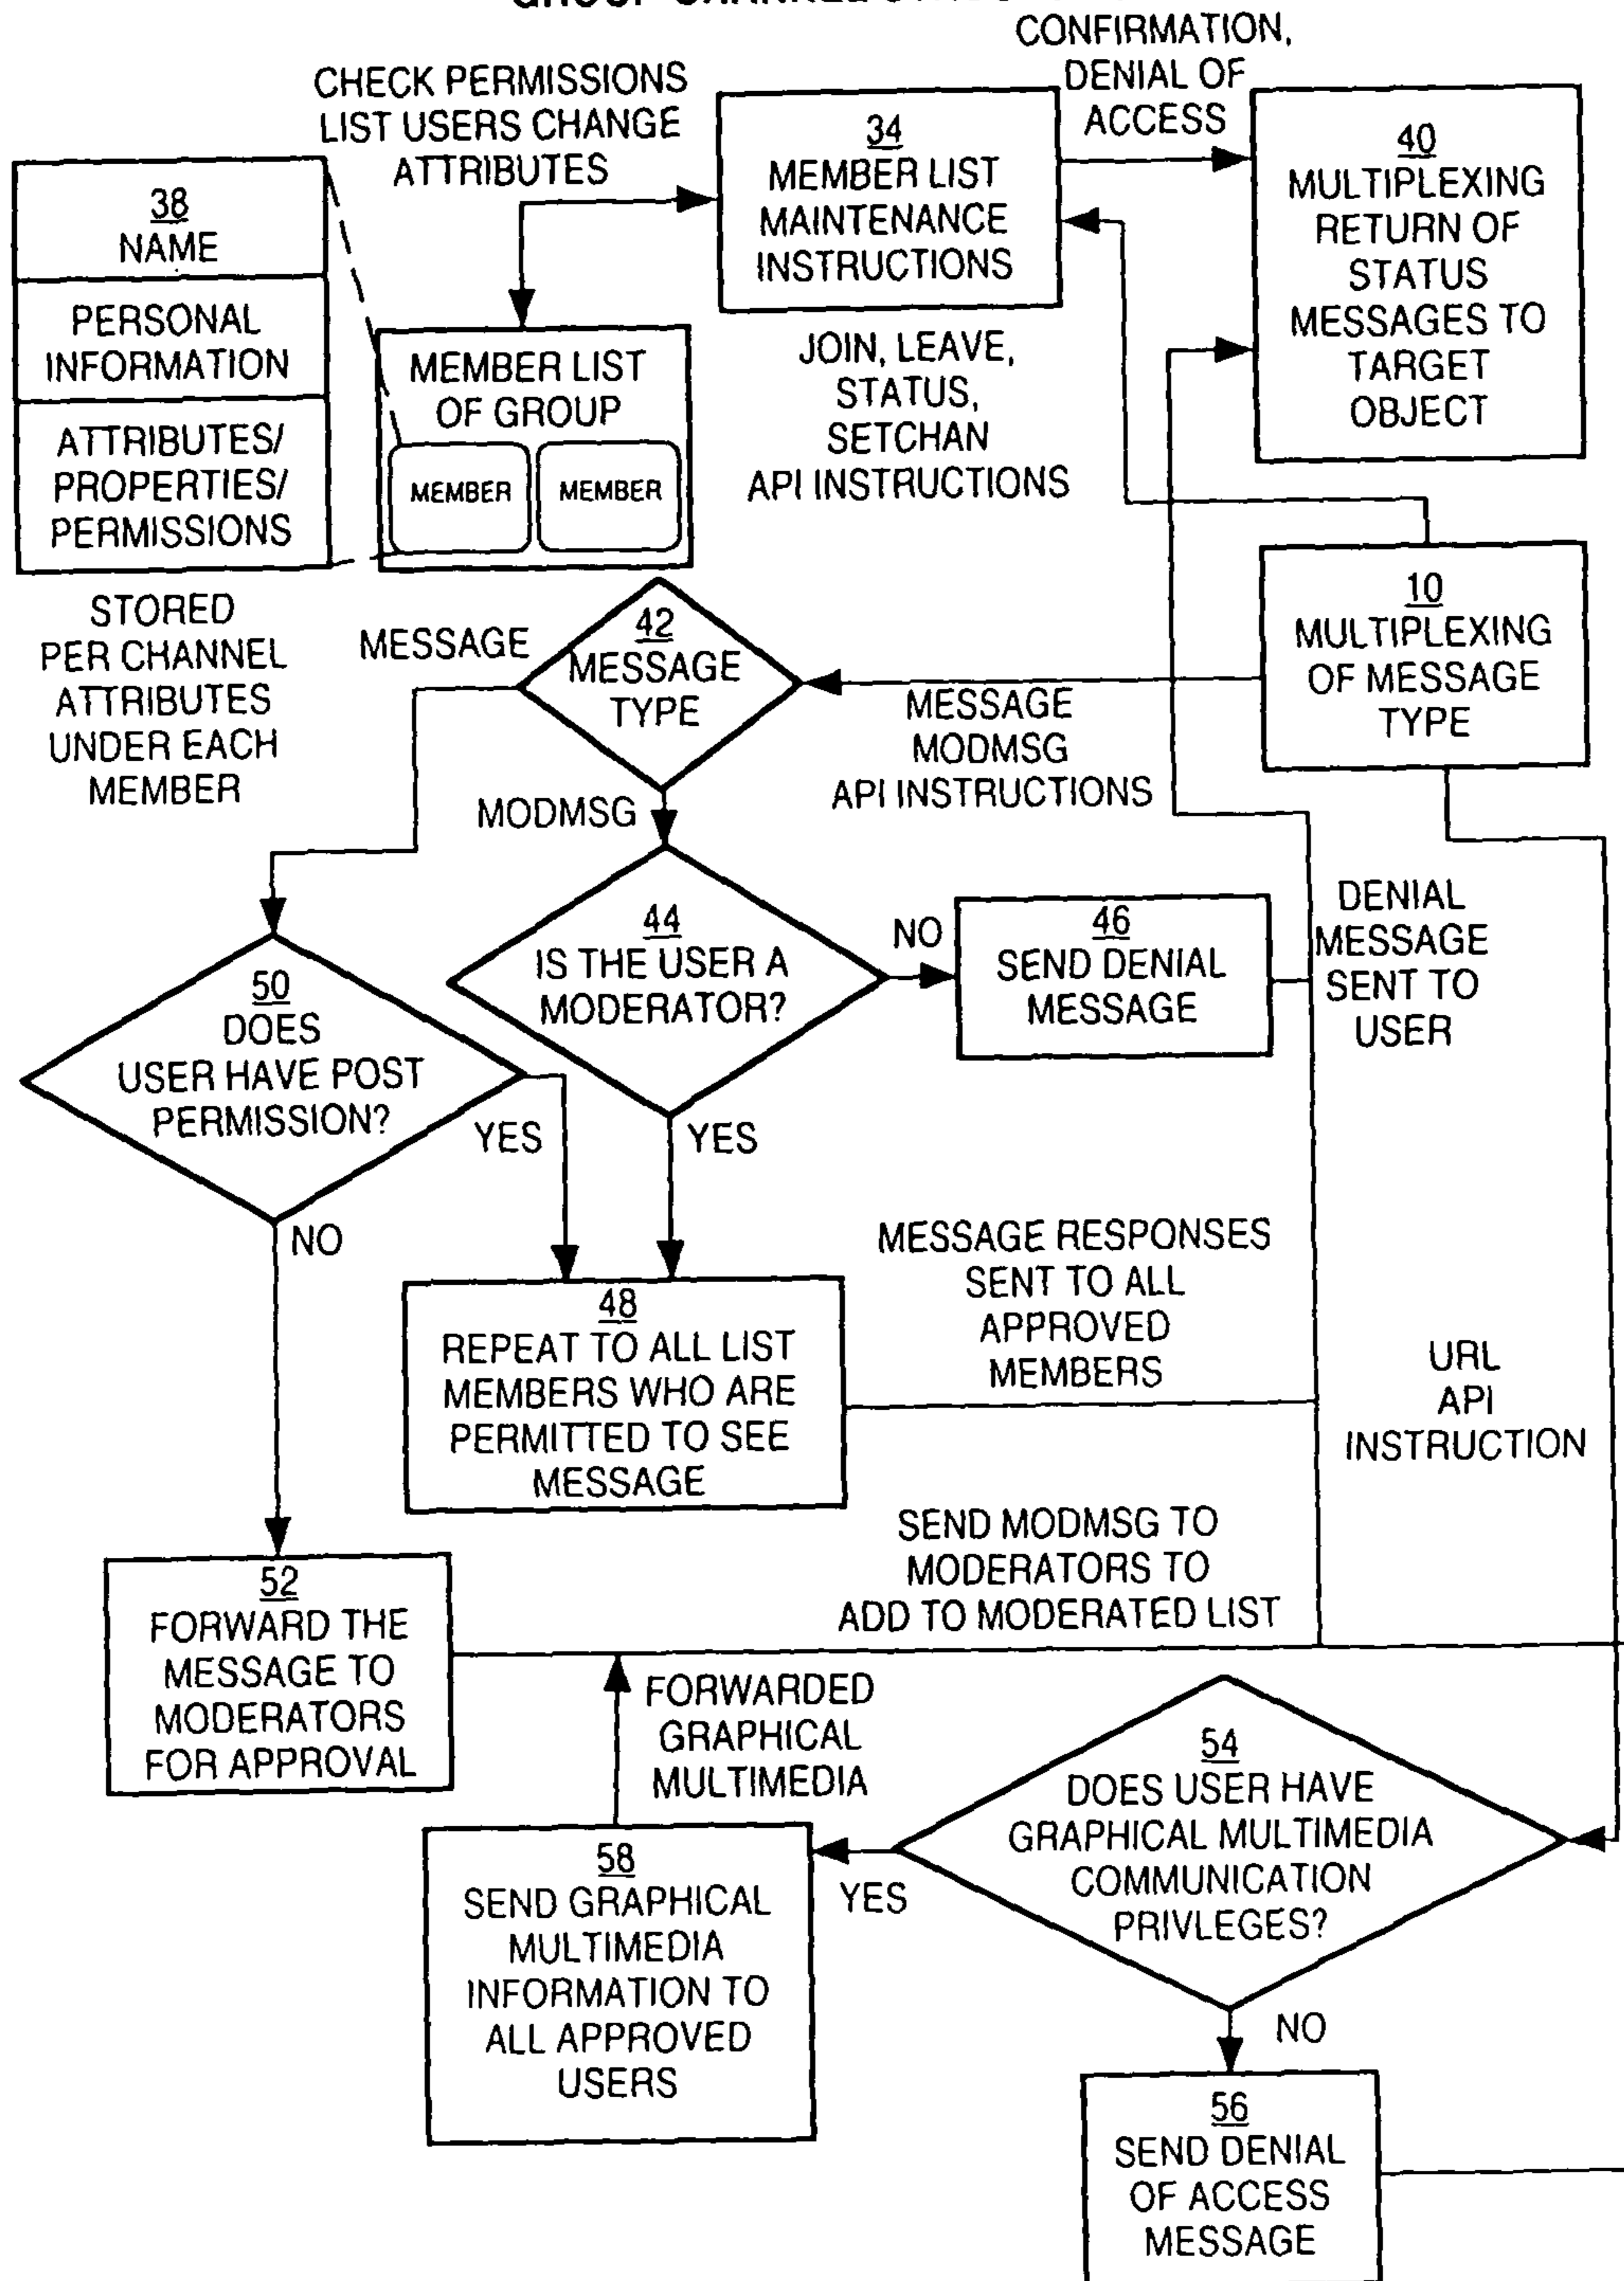 CONFIRMATION,
DENIAL OF
ACCESS
CHECK PERMISSIONS
LIST USERS CHANGE
ATTRIBUTES
34
MEMBER LIST
MAINTENANCE
INSTRUCTIONS
40
MULTIPLEXING
RETURN OF
STATUS
MESSAGES TO
TARGET
OBJECT
38
NAME
PERSONAL
INFORMATION
ATTRIBUTES/
PROPERTIES/
PERMISSIONS
MEMBER LIST
OF GROUP
MEMBER
MEMBER
JOIN, LEAVE,
STATUS,
SETCHAN
API INSTRUCTIONS
STORED
PER CHANNEL
ATTRIBUTES
UNDER EACH
MEMBER
MESSAGE
42
MESSAGE
TYPE
10
MULTIPLEXING
OF MESSAGE
TYPE
MESSAGE
MODMSG
API INSTRUCTIONS
MODMSG
44
IS THE USER A
MODERATOR?
NO
46
SEND DENIAL
MESSAGE
DENIAL
MESSAGE
SENT TO
USER
50
DOES
USER HAVE POST
PERMISSION?
YES
YES
NO
48
REPEAT TO ALL LIST
MEMBERS WHO ARE
PERMITTED TO SEE
MESSAGE
MESSAGE RESPONSES
SENT TO ALL
APPROVED
MEMBERS
URL
API
INSTRUCTION
52
FORWARD THE
MESSAGE TO
MODERATORS
FOR APPROVAL
SEND MODMSG TO
MODERATORS TO
ADD TO MODERATED LIST
FORWARDED
GRAPHICAL
MULTIMEDIA
54
DOES USER HAVE
GRAPHICAL MULTIMEDIA
COMMUNICATION
PRIVLEGES?
YES
58
SEND GRAPHICAL
MULTIMEDIA
INFORMATION TO
ALL APPROVED
USERS
NO
56
SEND DENIAL
OF ACCESS
MESSAGE